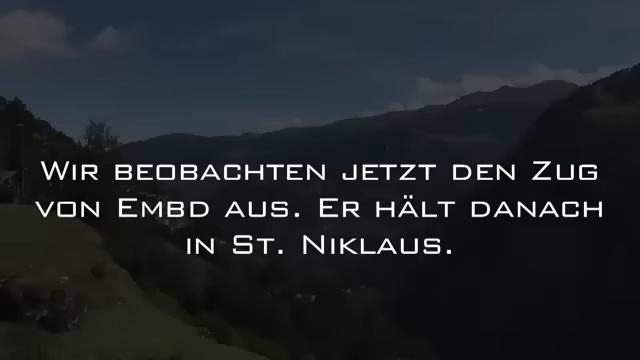 Wir beobachten jetzt den Zug
von Embd aus. Er hält danach
in St. Niklaus.